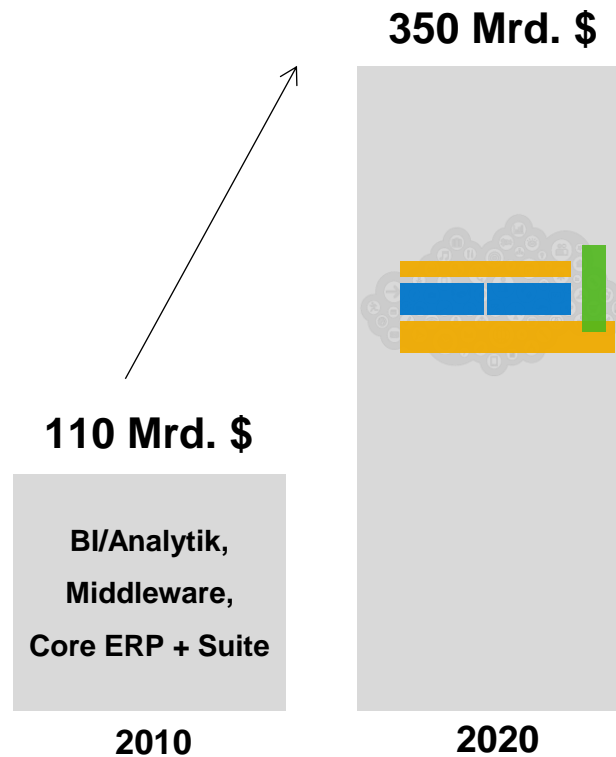 350 Mrd. $
110 Mrd. $
BI/Analytik,
Middleware,
Core ERP + Suite
2010
2020